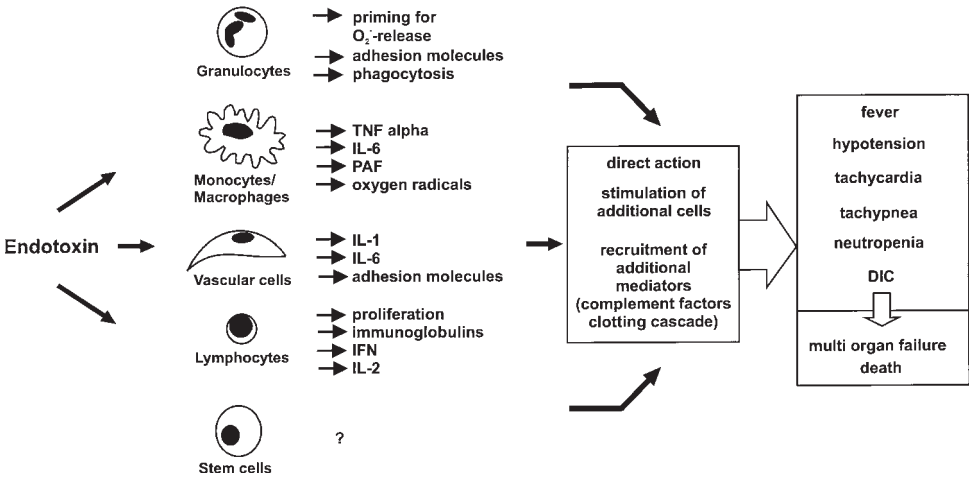 Endotoxin
Granulocytes
priming for
O₂⁻-release
adhesion molecules
phagocytosis
Monocytes/
Macrophages
TNF alpha
IL-6
PAF
oxygen radicals
Vascular cells
IL-1
IL-6
adhesion molecules
Lymphocytes
proliferation
immunoglobulins
IFN
IL-2
Stem cells
?
direct action
stimulation of
additional cells
recruitment of
additional
mediators
(complement factors
clotting cascade)
fever
hypotension
tachycardia
tachypnea
neutropenia
DIC
multi organ failure
death